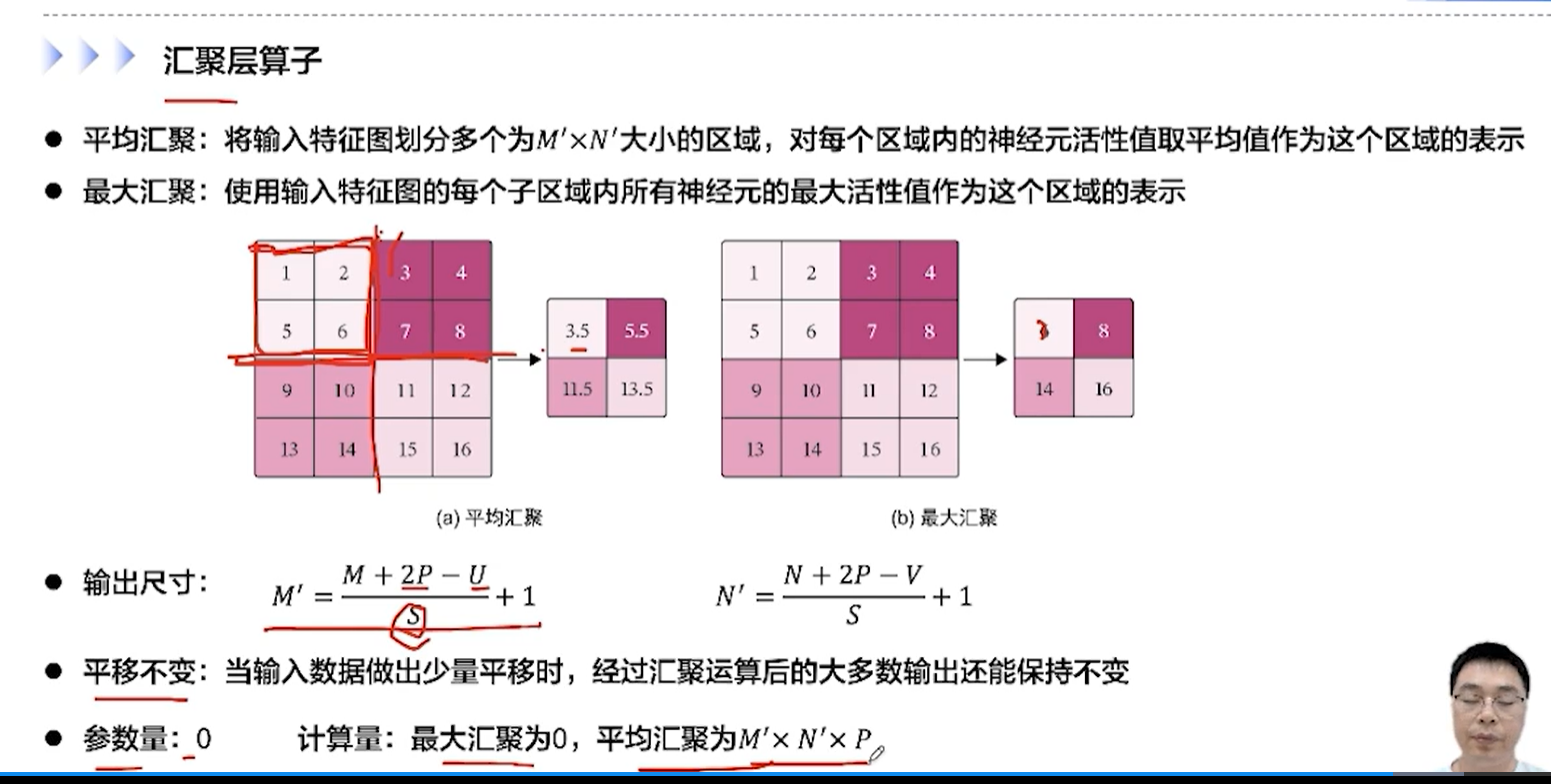 汇聚层算子
● 平均汇聚：将输入特征图划分多个为M′×N′大小的区域，对每个区域内的神经元活性值取平均值作为这个区域的表示
● 最大汇聚：使用输入特征图的每个子区域内所有神经元的最大活性值作为这个区域的表示
1 2 3 4
5 6 7 8
9 10 11 12
13 14 15 16
3.5 5.5
11.5 13.5
(a) 平均汇聚
1 2 3 4
5 6 7 8
9 10 11 12
13 14 15 16
8
14 16
(b) 最大汇聚
● 输出尺寸： M′ = (M + 2P − U)/S + 1 N′ = (N + 2P − V)/S + 1
● 平移不变：当输入数据做出少量平移时，经过汇聚运算后的大多数输出还能保持不变
● 参数量：0 计算量：最大汇聚为0，平均汇聚为M′× N′× P